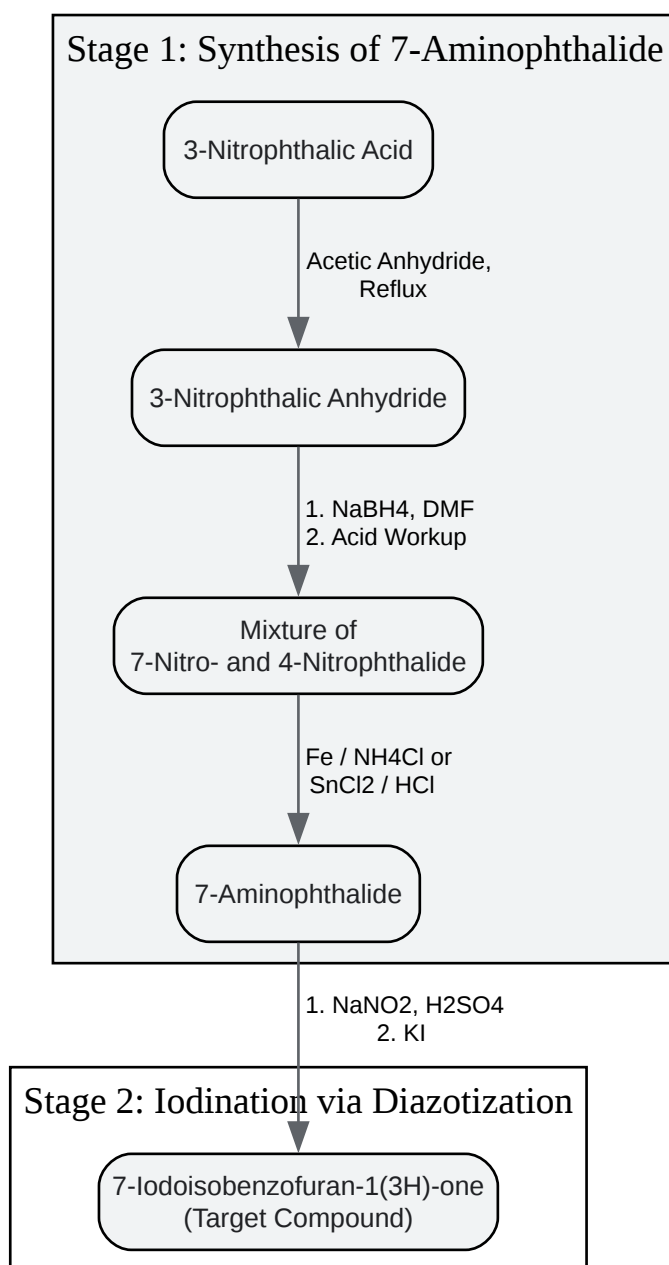 Stage 1: Synthesis of 7-Aminophthalide
3-Nitrophthalic Acid
Acetic Anhydride,
Reflux
3-Nitrophthalic Anhydride
1. NaBH4, DMF
2. Acid Workup
Mixture of
7-Nitro- and 4-Nitrophthalide
Fe / NH4Cl or
SnCl2 / HCl
7-Aminophthalide
1. NaNO2, H2SO4
2. KI
Stage 2: Iodination via Diazotization
7-Iodoisobenzofuran-1(3H)-one
(Target Compound)